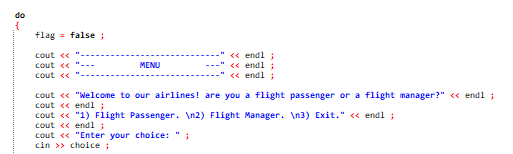 do
{
flag = false ;
cout << "---------------------------" << endl ;
cout << "--- MENU ---" << endl ;
cout << "---------------------------" << endl ;
cout << "Welcome to our airlines! are you a flight passenger or a flight manager?" << endl ;
cout << endl ;
cout << "1) Flight Passenger. \n2) Flight Manager. \n3) Exit." << endl ;
cout << endl ;
cout << "Enter your choice: " ;
cin >> choice ;